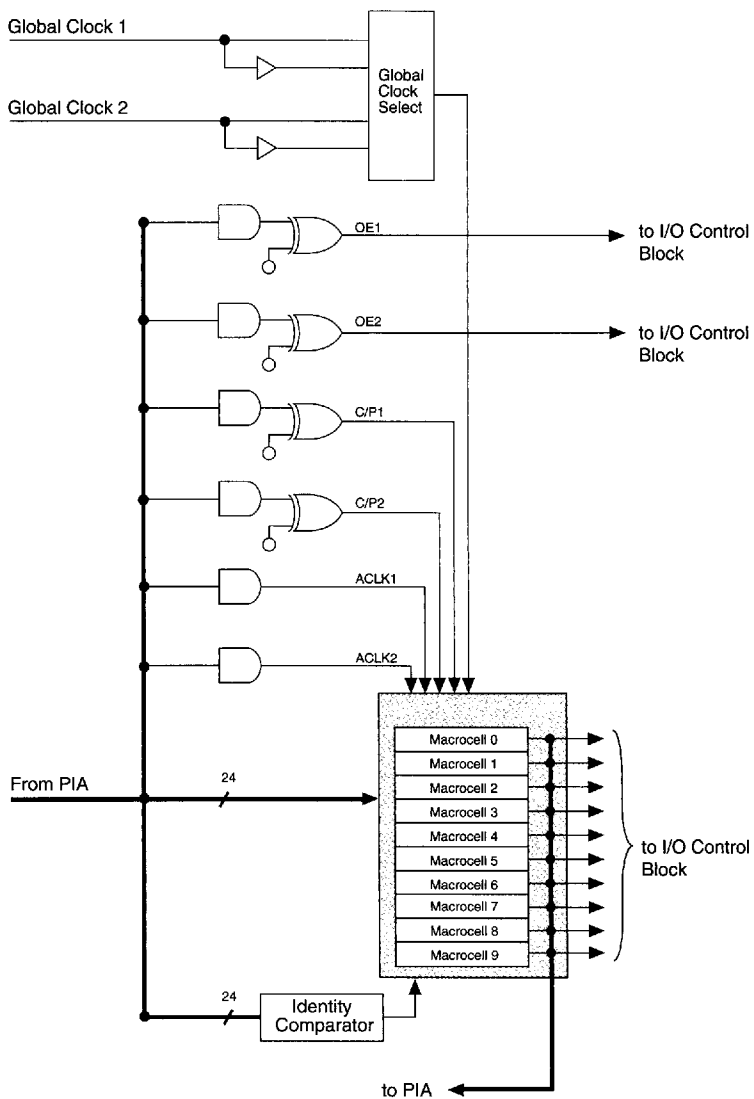 Global Clock 1
Global
Clock
Select
Global Clock 2
OE1
to I/O Control
Block
OE2
to I/O Control
Block
C/P1
C/P2
ACLK1
ACLK2
Macrocell 0
Macrocell 1
From PIA
24
Macrocell 2
Macrocell 3
Macrocell 4
Macrocell 5
Macrocell 6
Macrocell 7
Macrocell 8
Macrocell 9
to I/O Control
Block
24
Identity
Comparator
to PIA